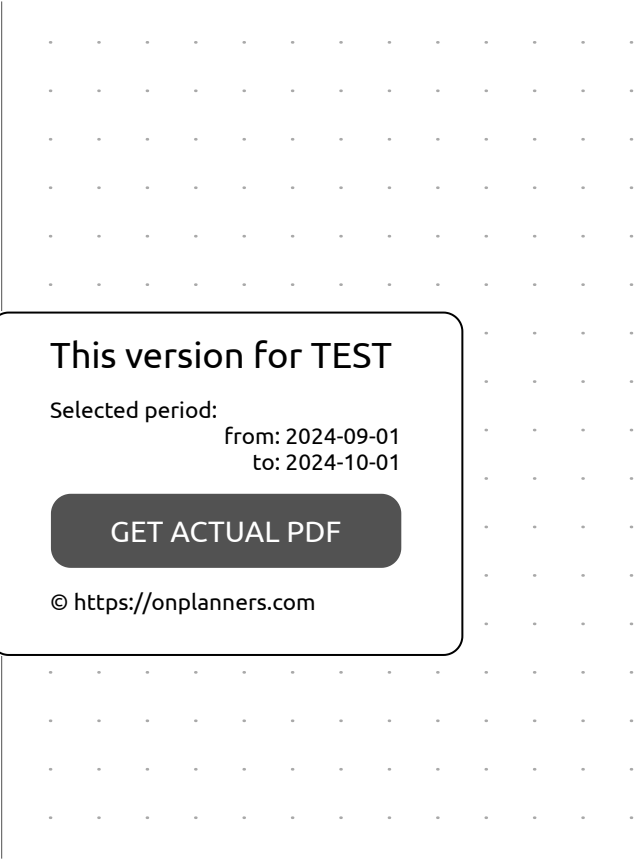 This version for TEST
Selected period:
from: 2024-09-01
to: 2024-10-01
GET ACTUAL PDF
© https://onplanners.com